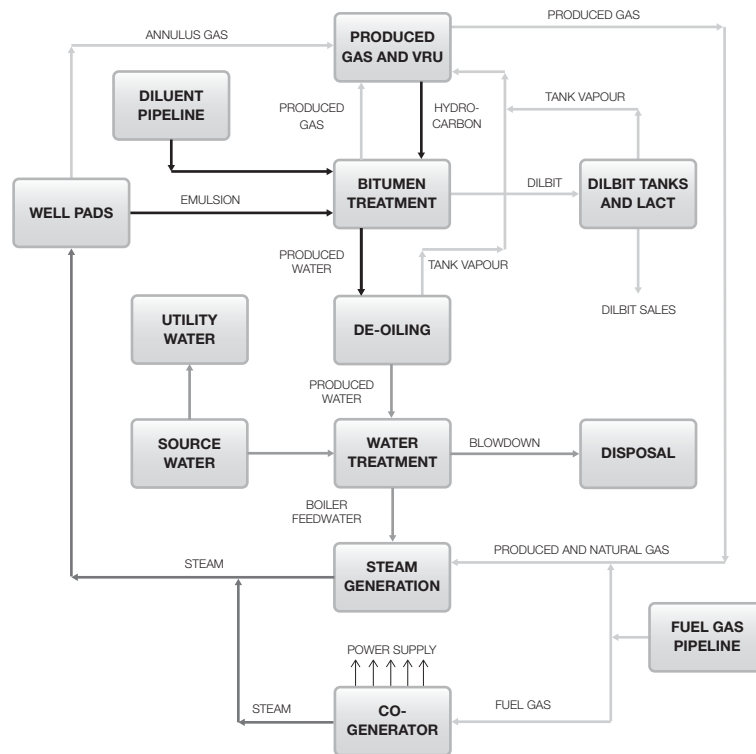 PRODUCED GAS
ANNULUS GAS
PRODUCED
GAS AND VRU
DILUENT
PIPELINE
PRODUCED
GAS
HYDRO-
CARBON
TANK VAPOUR
WELL PADS
EMULSION
BITUMEN
TREATMENT
DILBIT
DILBIT TANKS
AND LACT
PRODUCED
WATER
TANK VAPOUR
DILBIT SALES
UTILITY
WATER
DE-OILING
PRODUCED
WATER
SOURCE
WATER
WATER
TREATMENT
BLOWDOWN
DISPOSAL
BOILER
FEEDWATER
STEAM
STEAM
GENERATION
PRODUCED AND NATURAL GAS
FUEL GAS
PIPELINE
POWER SUPPLY
STEAM
CO-
GENERATOR
FUEL GAS